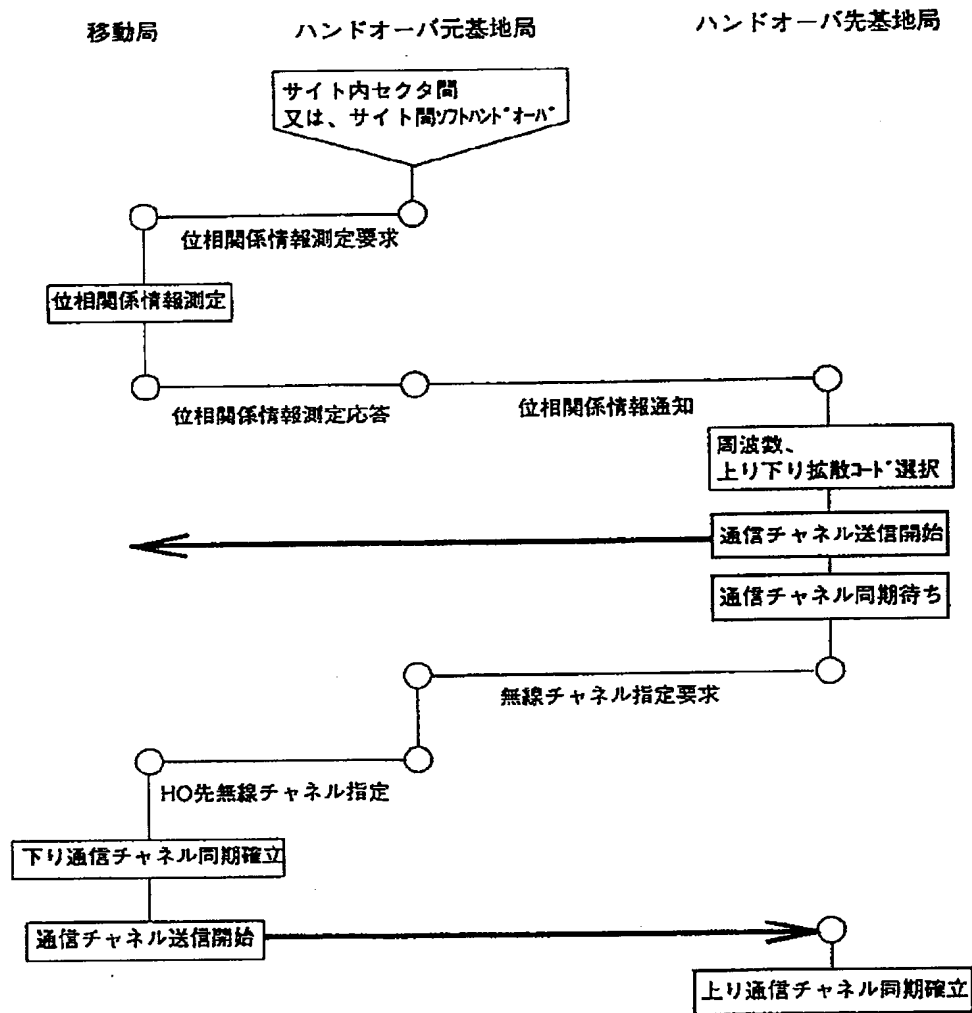 移動局
ハンドオーバ元基地局
ハンドオーバ先基地局
サイト内セクタ間
又は、サイト間ソフトハンドオーバ
位相関係情報測定要求
位相関係情報測定
位相関係情報測定応答
位相関係情報通知
周波数、
上り下り拡散コード選択
通信チャネル送信開始
通信チャネル同期待ち
無線チャネル指定要求
HO先無線チャネル指定
下り通信チャネル同期確立
通信チャネル送信開始
上り通信チャネル同期確立